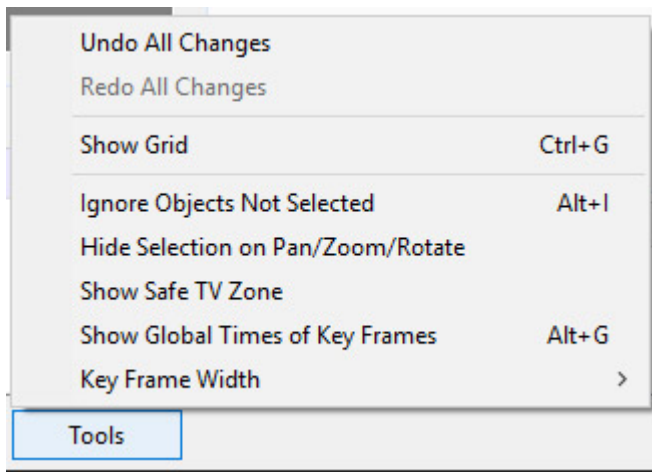 Undo All Changes
Redo All Changes
Show Grid Ctrl+G
Ignore Objects Not Selected Alt+I
Hide Selection on Pan/Zoom/Rotate
Show Safe TV Zone
Show Global Times of Key Frames Alt+G
Key Frame Width
Tools